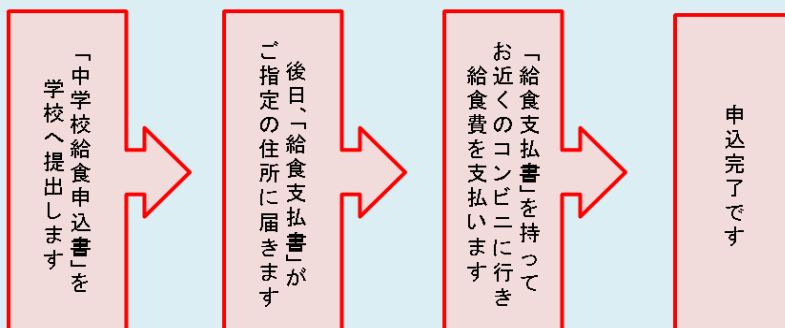 「中学校給食申込書」を
学校へ提出します
後日、「給食支払書」が
ご指定の住所に届きます
「給食支払書」を持って
お近くのコンビニに行き
給食費を支払います
申込完了です